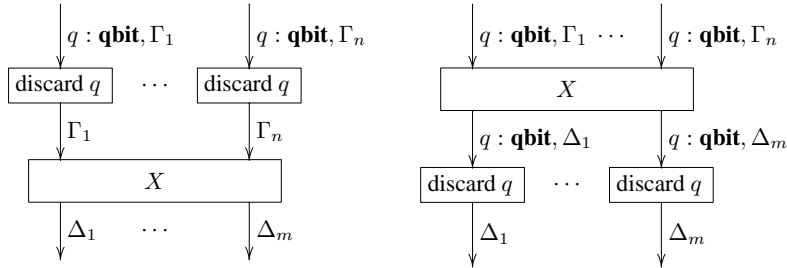 q : qbit, Γ₁ q : qbit, Γₙ
discard q ⋯ discard q
Γ₁ Γₙ
X
Δ₁ ⋯ Δₘ
q : qbit, Γ₁ ⋯ q : qbit, Γₙ
X
q : qbit, Δ₁ q : qbit, Δₘ
discard q ⋯ discard q
Δ₁ Δₘ